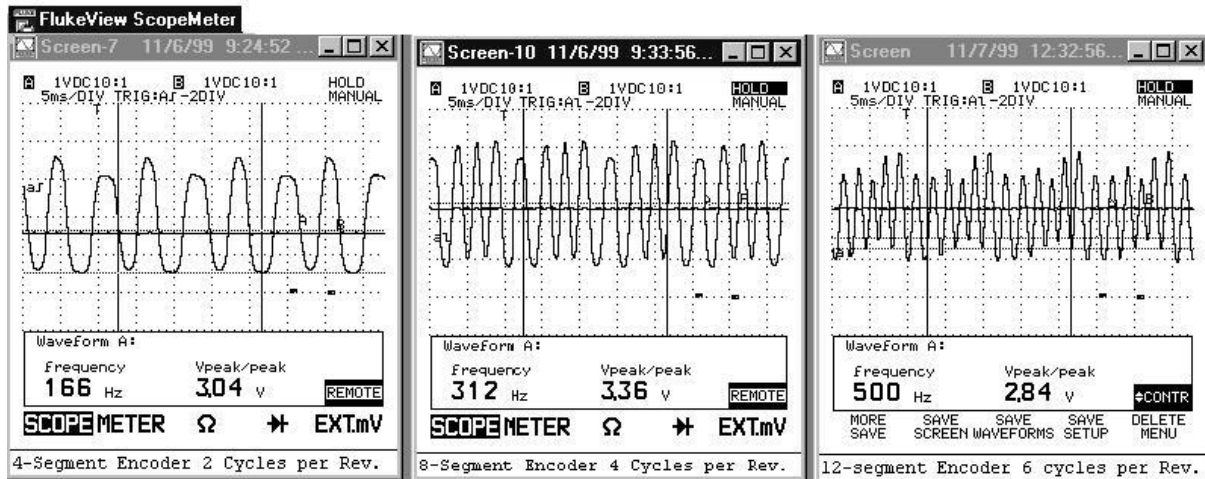 FlukeView ScopeMeter
Screen-7 11/6/99 9:24:52 ...
A 1VDC10:1 B 1VDC10:1 HOLD
5ms/DIV TRIG:A -2DIV MANUAL
T
a
A
B
Waveform A:
frequency Vpeak/peak
166 Hz 3.04 V REMOTE
SCOPE METER Ω EXT.mV
4-Segment Encoder 2 Cycles per Rev.
Screen-10 11/6/99 9:33:56...
A 1VDC10:1 B 1VDC10:1 HOLD
5ms/DIV TRIG:A -2DIV MANUAL
T
a
B
Waveform A:
frequency Vpeak/peak
312 Hz 3.36 V REMOTE
SCOPE METER Ω EXT.mV
8-Segment Encoder 4 Cycles per Rev.
Screen 11/7/99 12:32:56...
A 1VDC10:1 B 1VDC10:1 HOLD
5ms/DIV TRIG:A -2DIV MANUAL
T
a
B
Waveform A:
frequency Vpeak/peak
500 Hz 2.84 V CONTR
MORE SAVE SAVE SAVE DELETE
SAVE SCREEN WAVEFORMS SETUP MENU
12-segment Encoder 6 cycles per Rev.